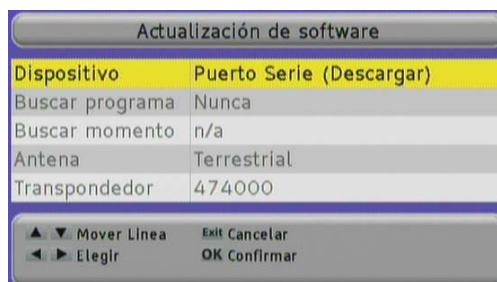 Actualización de software
Dispositivo Puerto Serie (Descargar)
Buscar programa Nunca
Buscar momento n/a
Antena Terrestrial
Transpondedor 474000
▲ ▼ Mover Linea Exit Cancelar
◄ ► Elegir OK Confirmar